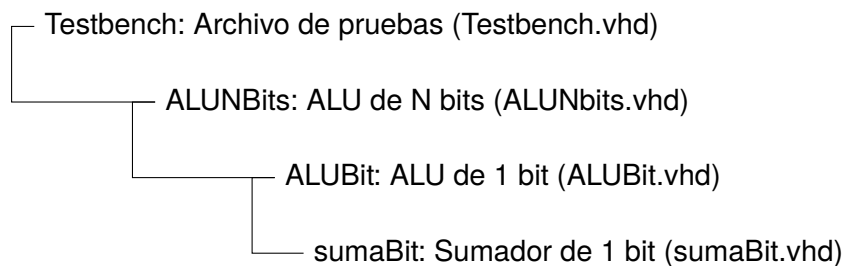 Testbench: Archivo de pruebas (Testbench.vhd)
ALUNBits: ALU de N bits (ALUNbits.vhd)
ALUBit: ALU de 1 bit (ALUBit.vhd)
sumaBit: Sumador de 1 bit (sumaBit.vhd)